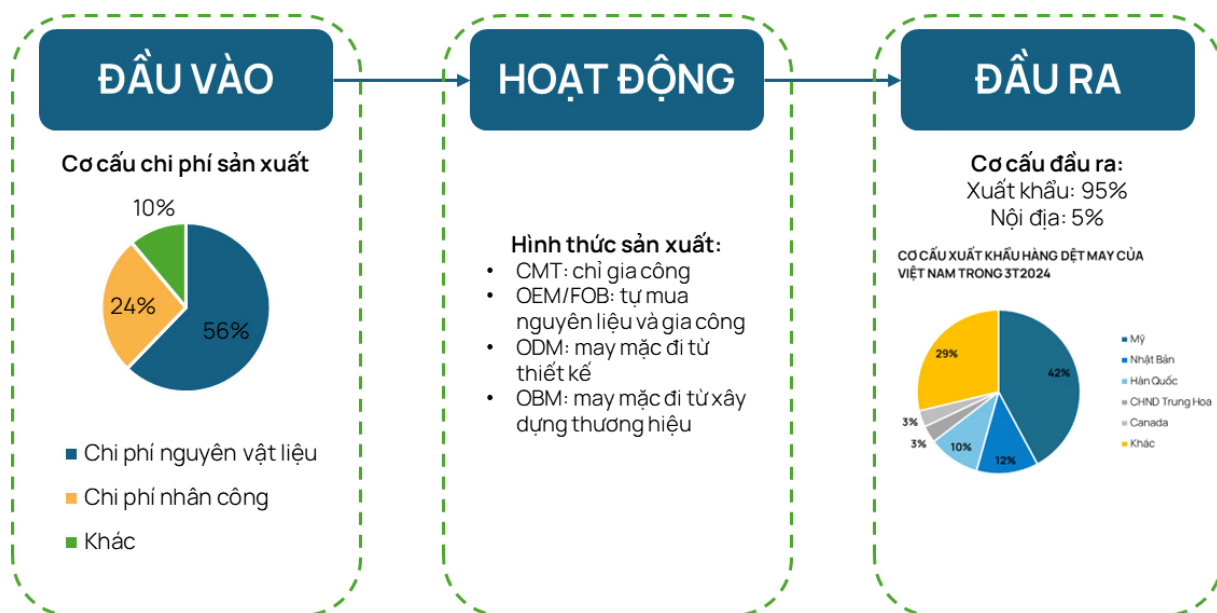 ĐẦU VÀO
Cơ cấu chi phí sản xuất
10%
24%
56%
Chi phí nguyên vật liệu
Chi phí nhân công
Khác
HOẠT ĐỘNG
Hình thức sản xuất:
• CMT: chỉ gia công
• OEM/FOB: tự mua
nguyên liệu và gia công
• ODM: may mặc đi từ
thiết kế
• OBM: may mặc đi từ xây
dựng thương hiệu
ĐẦU RA
Cơ cấu đầu ra:
Xuất khẩu: 95%
Nội địa: 5%
CƠ CẤU XUẤT KHẨU HÀNG DỆT MAY CỦA
VIỆT NAM TRONG 3T2024
29%
42%
3%
3%
10%
12%
Mỹ
Nhật Bản
Hàn Quốc
CHND Trung Hoa
Canada
Khác